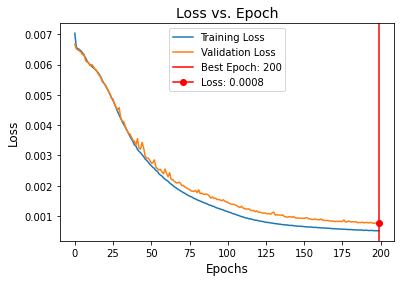 Loss vs. Epoch
Training Loss
Validation Loss
Best Epoch: 200
Loss: 0.0008
0.007
0.006
0.005
0.004
0.003
0.002
0.001
Loss
0 25 50 75 100 125 150 175 200
Epochs